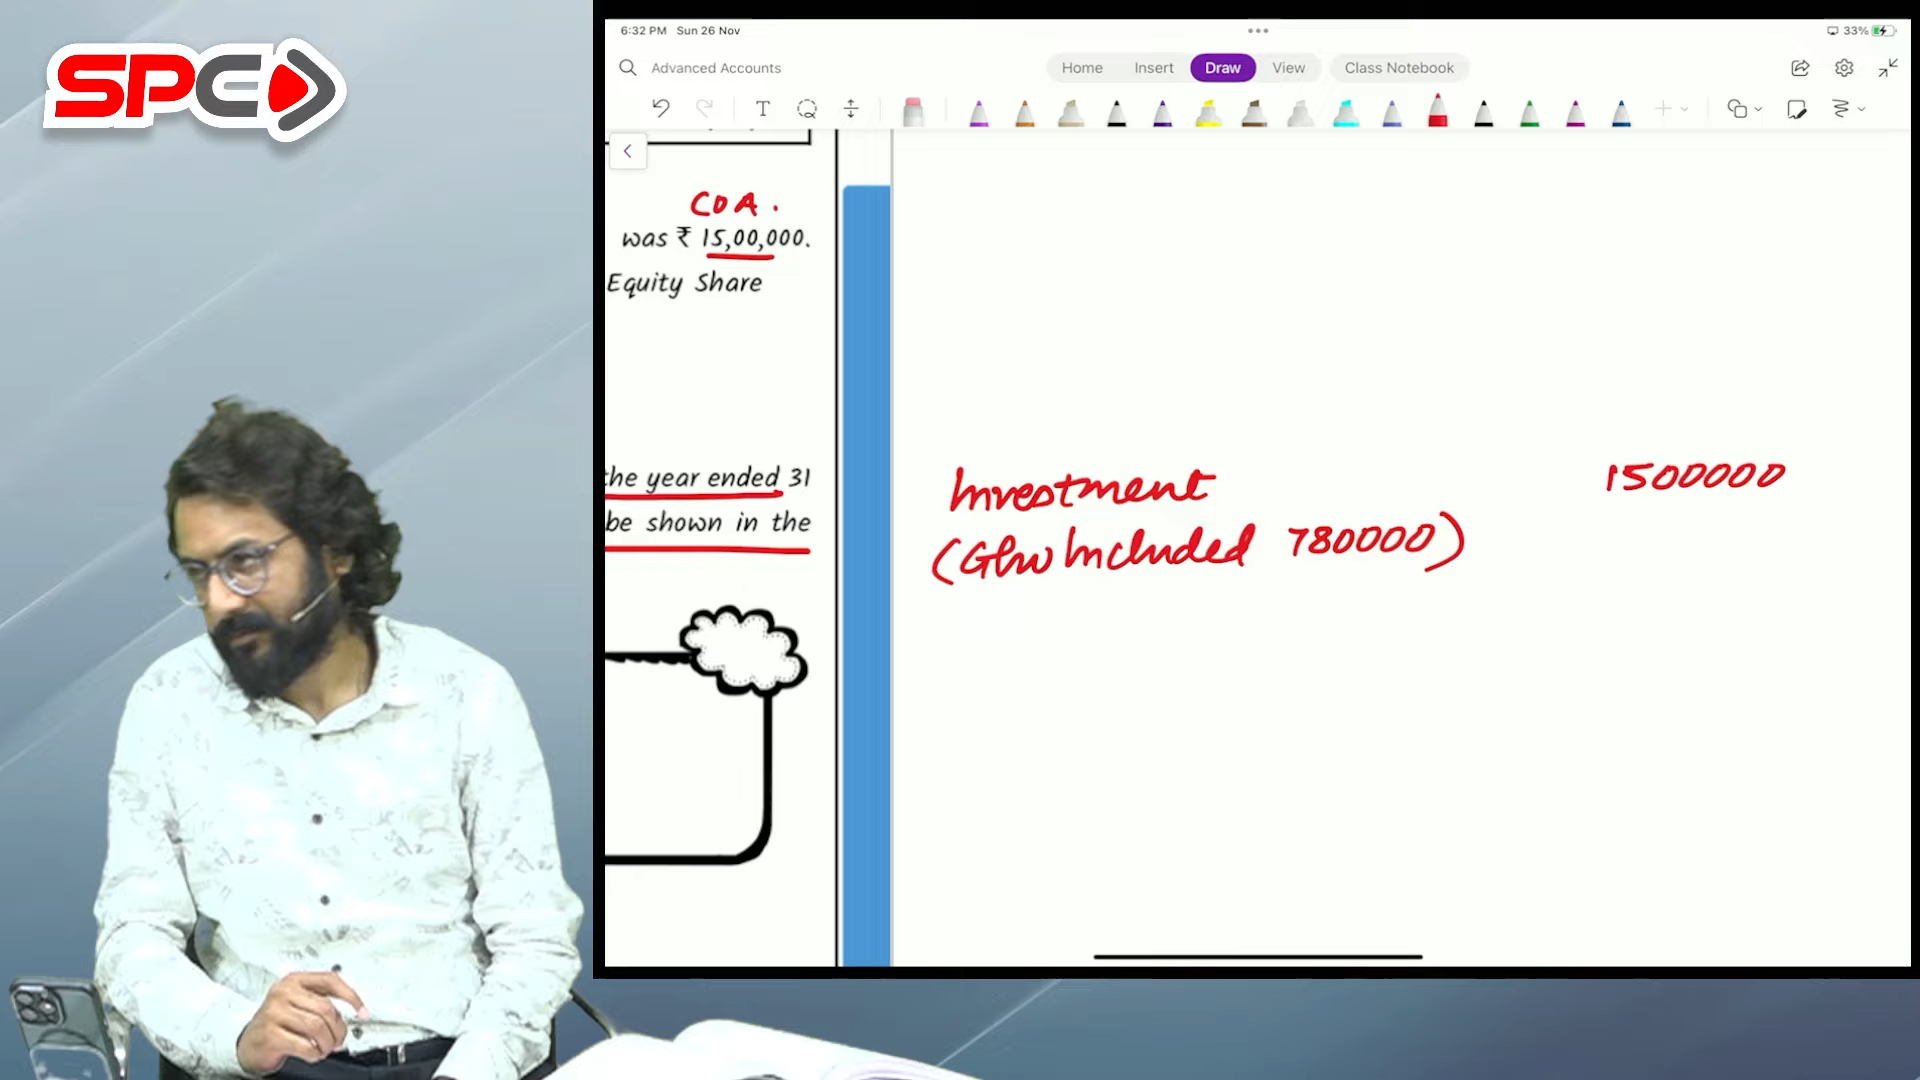 SPC
6:32 PM Sun 26 Nov
33%
Advanced Accounts
Home
Insert
Draw
View
Class Notebook
COA.
was ₹ 15,00,000.
Equity Share
the year ended 31
be shown in the
Investment 1500000
(G/w Included 780000)